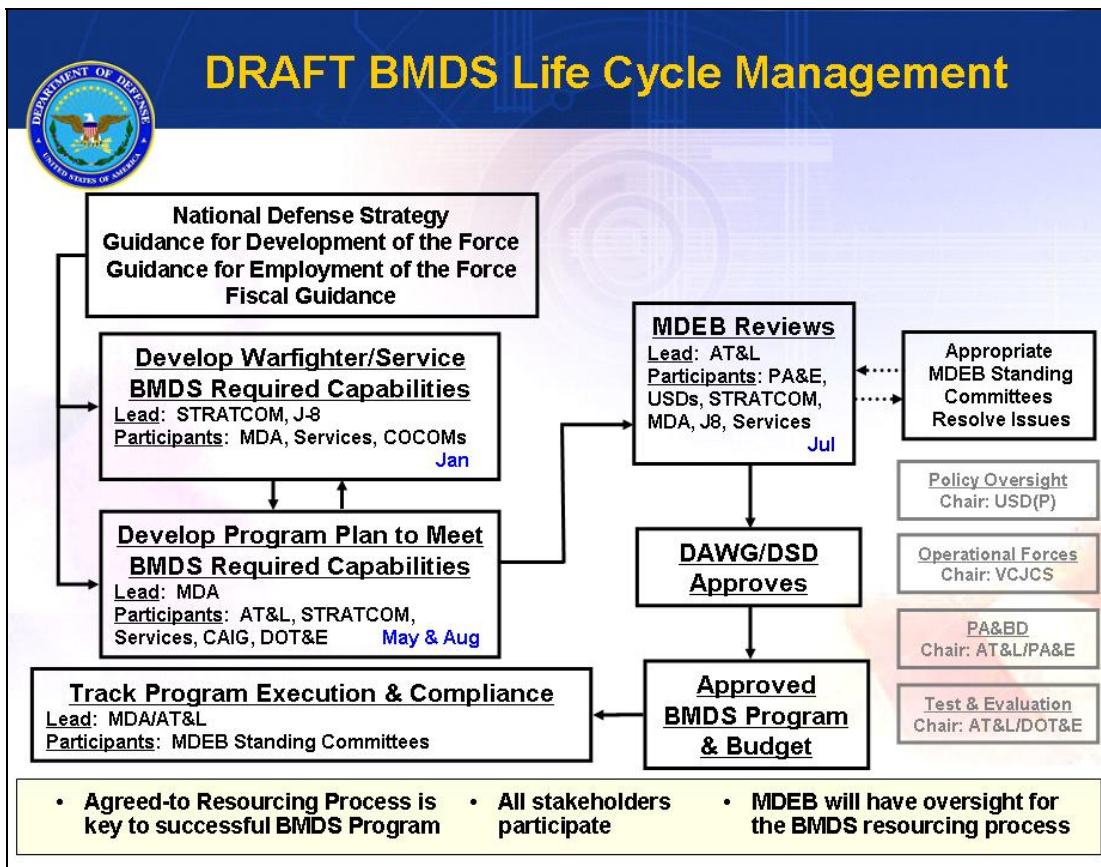 DRAFT BMDS Life Cycle Management
DEPARTMENT OF DEFENSE
UNITED STATES OF AMERICA
National Defense Strategy
Guidance for Development of the Force
Guidance for Employment of the Force
Fiscal Guidance
Develop Warfighter/Service
BMDS Required Capabilities
Lead: STRATCOM, J-8
Participants: MDA, Services, COCOMs
Jan
Develop Program Plan to Meet
BMDS Required Capabilities
Lead: MDA
Participants: AT&L, STRATCOM,
Services, CAIG, DOT&E May & Aug
MDEB Reviews
Lead: AT&L
Participants: PA&E,
USDs, STRATCOM,
MDA, J8, Services
Jul
Appropriate
MDEB Standing
Committees
Resolve Issues
Policy Oversight
Chair: USD(P)
Operational Forces
Chair: VCJCS
PA&BD
Chair: AT&L/PA&E
Test & Evaluation
Chair: AT&L/DOT&E
DAWG/DSD
Approves
Approved
BMDS Program
& Budget
Track Program Execution & Compliance
Lead: MDA/AT&L
Participants: MDEB Standing Committees
• Agreed-to Resourcing Process is
key to successful BMDS Program
• All stakeholders
participate
• MDEB will have oversight for
the BMDS resourcing process